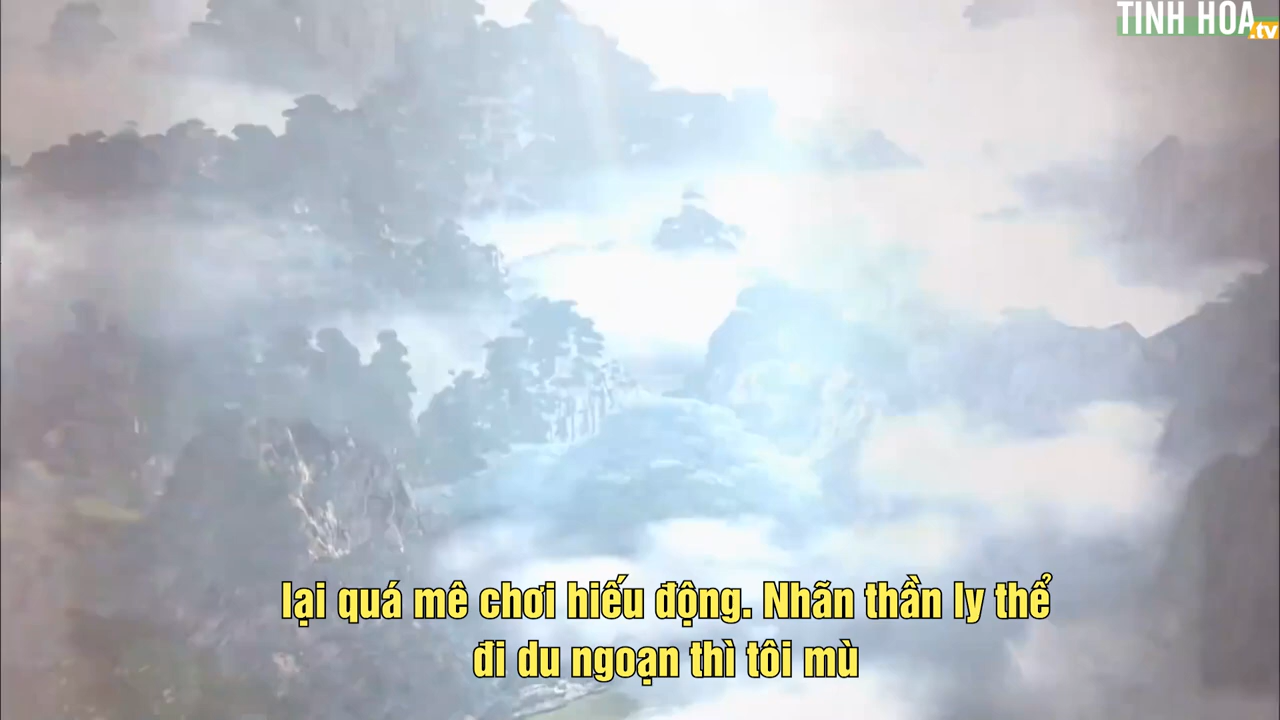 TINH HOA
.tv
lại quá mê chơi hiếu động. Nhãn thần ly thể
đi du ngoạn thì tôi mù